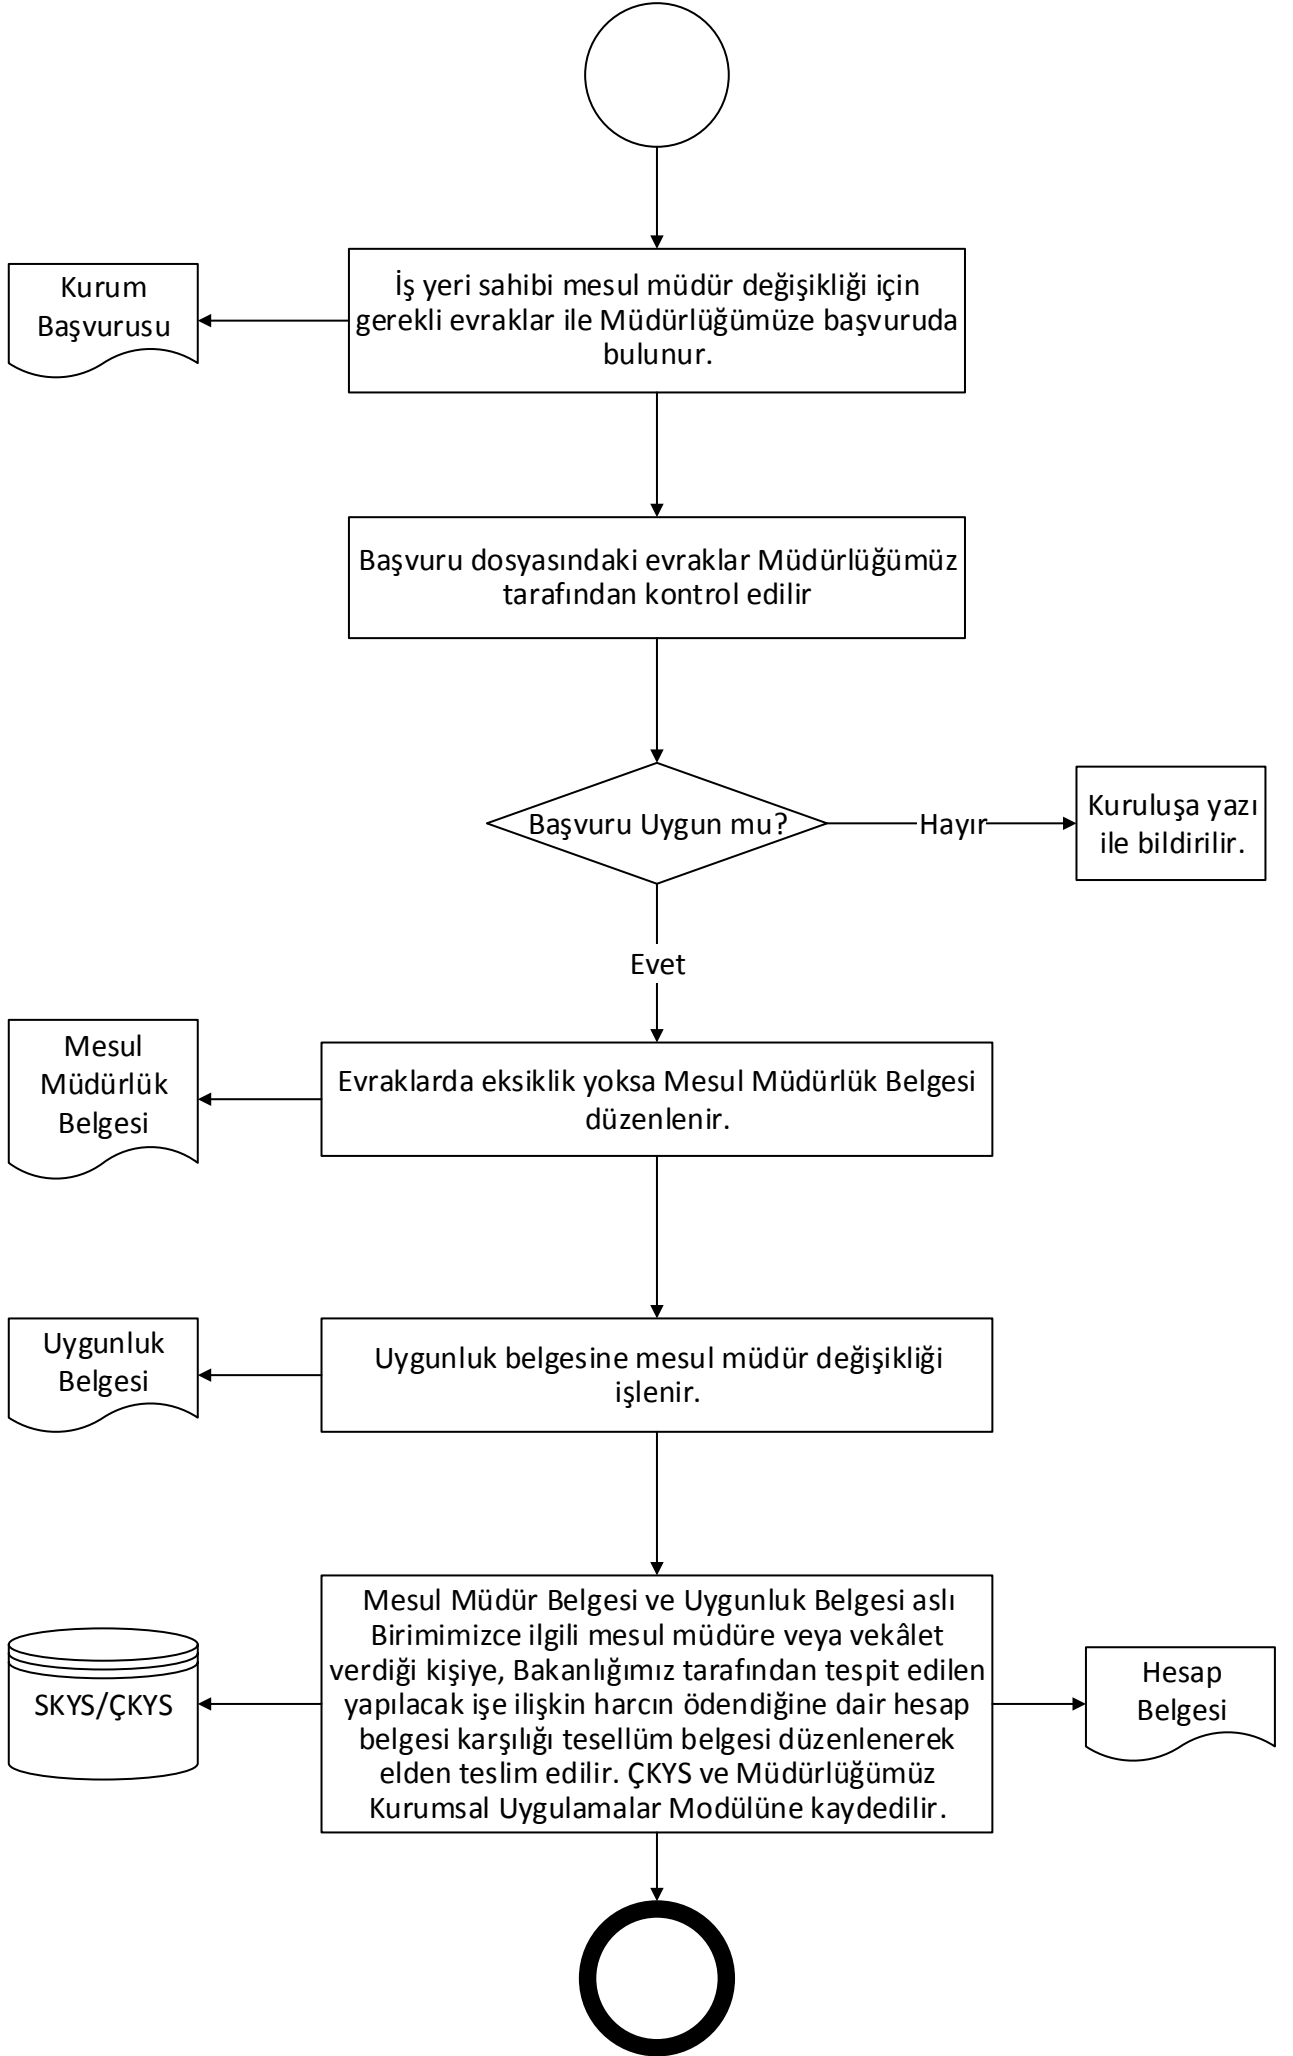 Kurum
Başvurusu
İş yeri sahibi mesul müdür değişikliği için
gerekli evraklar ile Müdürlüğümüze başvuruda
bulunur.
Başvuru dosyasındaki evraklar Müdürlüğümüz
tarafından kontrol edilir
Başvuru Uygun mu?
Hayır
Kuruluşa yazı
ile bildirilir.
Evet
Mesul
Müdürlük
Belgesi
Evraklarda eksiklik yoksa Mesul Müdürlük Belgesi
düzenlenir.
Uygunluk
Belgesi
Uygunluk belgesine mesul müdür değişikliği
işlenir.
SKYS/ÇKYS
Mesul Müdür Belgesi ve Uygunluk Belgesi aslı
Birimimizce ilgili mesul müdüre veya vekâlet
verdiği kişiye, Bakanlığımız tarafından tespit edilen
yapılacak işe ilişkin harcın ödendiğine dair hesap
belgesi karşılığı tesellüm belgesi düzenlenerek
elden teslim edilir. ÇKYS ve Müdürlüğümüz
Kurumsal Uygulamalar Modülüne kaydedilir.
Hesap
Belgesi